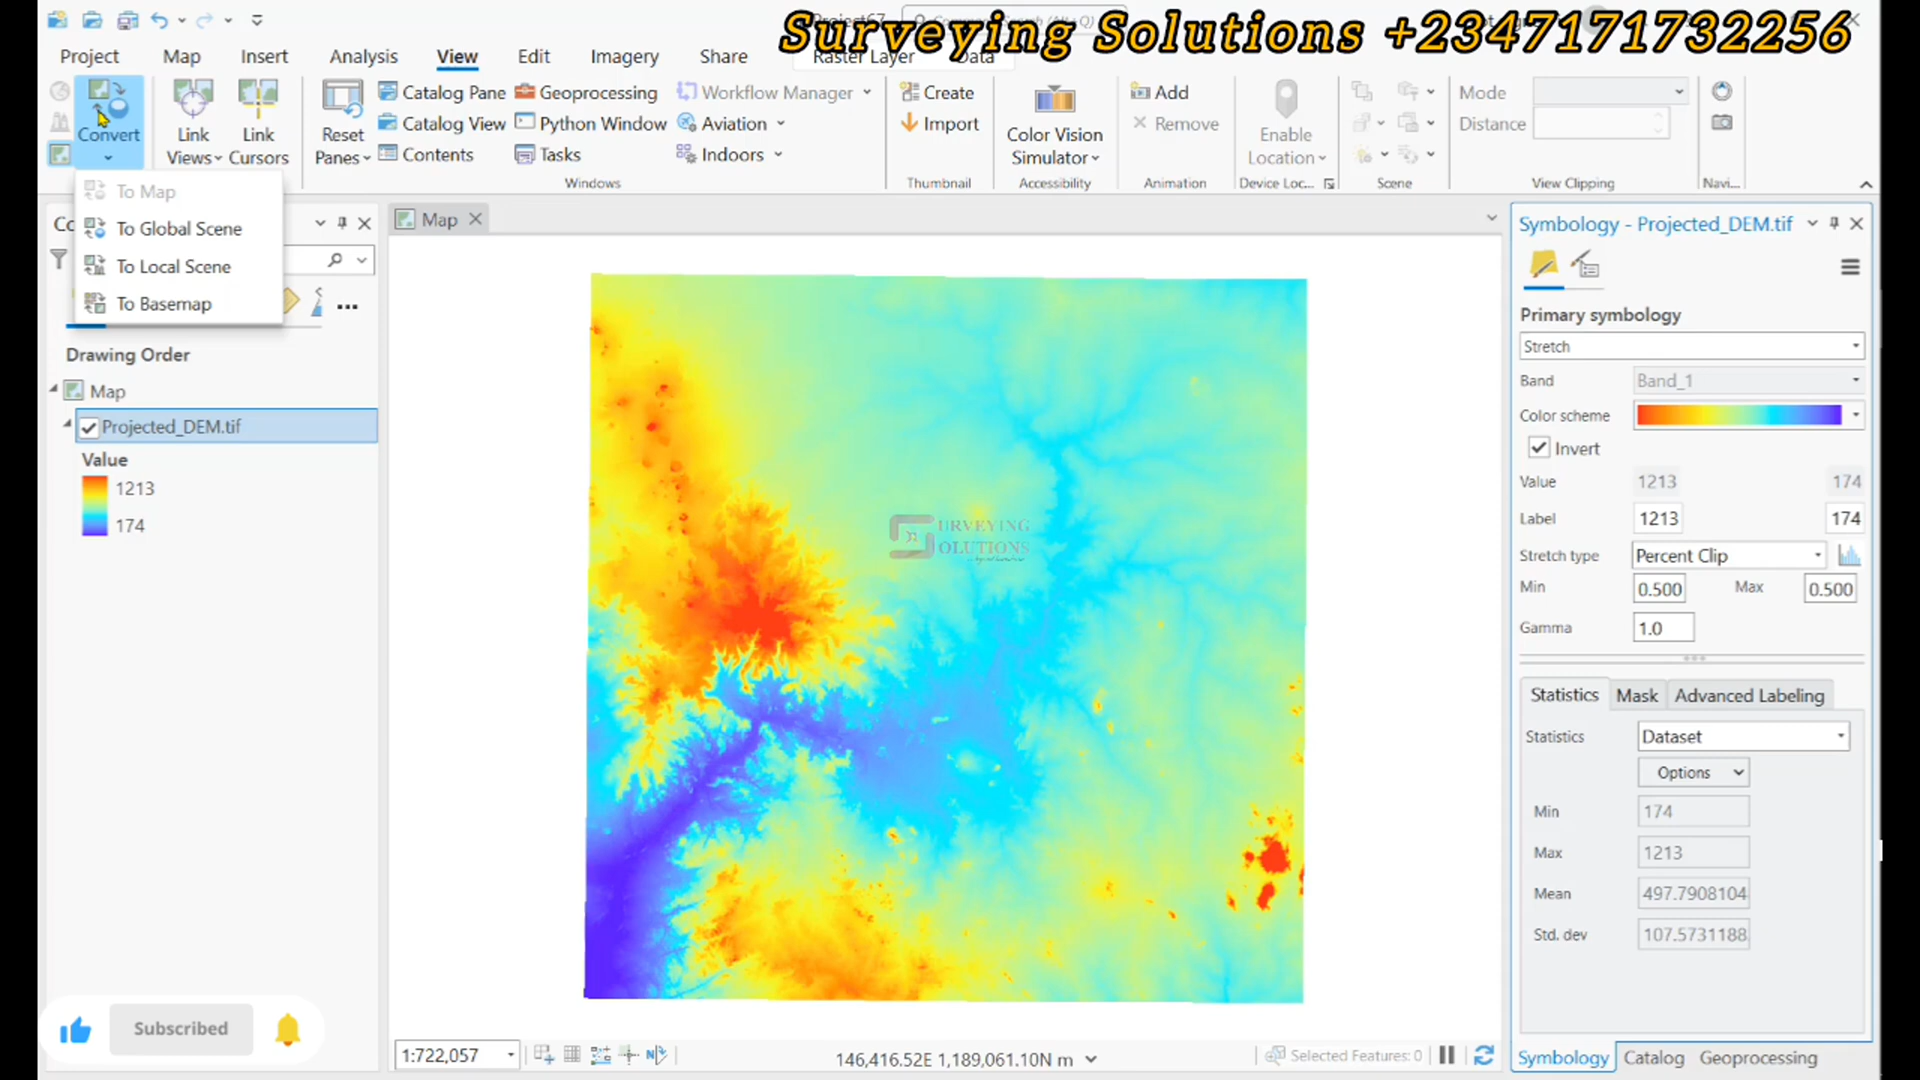 Surveying Solutions +2347171732256
Project67
Project
Map
Insert
Analysis
View
Edit
Imagery
Share
Raster Layer
Data
Convert
Link
Views
Link
Cursors
Reset
Panes
Catalog Pane
Catalog View
Contents
Geoprocessing
Python Window
Tasks
Workflow Manager
Aviation
Indoors
Windows
Create
Import
Thumbnail
Color Vision
Simulator
Accessibility
Add
Remove
Animation
Enable
Location
Device Loc...
Scene
Mode
Distance
View Clipping
Navi...
To Map
To Global Scene
To Local Scene
To Basemap
Co
Drawing Order
Map
Projected_DEM.tif
Value
1213
174
Map
URVEYING
OLUTIONS
Symbology - Projected_DEM.tif
Primary symbology
Stretch
Band
Band_1
Color scheme
Invert
Value
1213
174
Label
1213
174
Stretch type
Percent Clip
Min
0.500
Max
0.500
Gamma
1.0
Statistics
Mask
Advanced Labeling
Statistics
Dataset
Options
Min
174
Max
1213
Mean
497.7908104
Std. dev
107.5731188
Subscribed
1:722,057
146,416.52E 1,189,061.10N m
Selected Features: 0
Symbology
Catalog
Geoprocessing